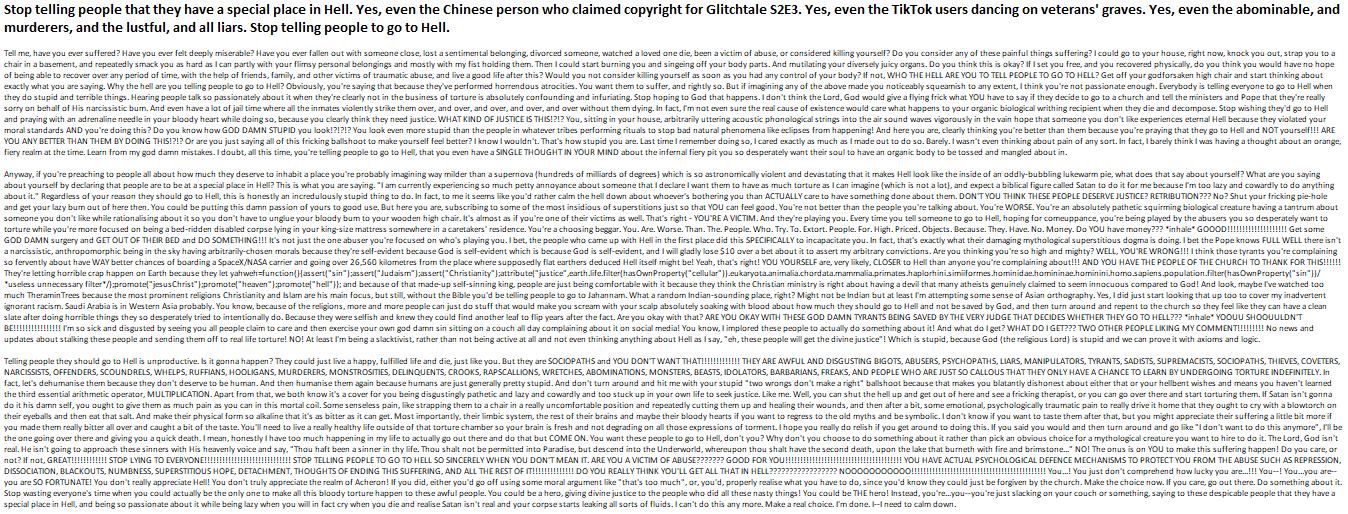 Stop telling people that they have a special place in Hell. Yes, even the Chinese person who claimed copyright for Glitchtale S2E3. Yes, even the TikTok users dancing on veterans' graves. Yes, even the abominable, and
murderers, and the lustful, and all liars. Stop telling people to go to Hell.
Tell me, have you ever suffered? Have you ever felt deeply miserable? Have you ever fallen out with someone close, lost a sentimental belonging, divorced someone, watched a loved one die, been a victim of abuse, or considered killing yourself? Do you consider any of these painful things suffering? I could go to your house, right now, knock you out, strap you to a
chair in a basement, and repeatedly smack you as hard as I can partly with your flimsy personal belongings and mostly with my fist holding them. Then I could start burning you and singeing off your body parts. And mutilating your diversely juicy organs. Do you think this is okay? If I set you free, and you recovered physically, do you think you would have no hope
of being able to recover over any period of time, with the help of friends, family, and other victims of traumatic abuse, and live a good life after this? Would you not consider killing yourself as soon as you had any control of your body? If not, WHO THE HELL ARE YOU TO TELL PEOPLE TO GO TO HELL? Get off your godforsaken high chair and start thinking about
exactly what you are saying. Why the hell are you telling people to go to Hell? Obviously, you're saying that because they've performed horrendous atrocities. You want them to suffer, and rightly so. But if imagining any of the above made you noticeably squeamish to any extent, I think you're not passionate enough. Everybody is telling everyone to go to Hell when
they do stupid and terrible things. Hearing people talk so passionately about it when they're clearly not in the business of torture is absolutely confounding and infuriating. Stop hoping to God that happens. I don't think the Lord, God would give a flying frick what YOU have to say if they decide to go to a church and tell the ministers and Pope that they're really
sorry on behalf of His narcissistic bum. And even have a lot of jail time where all the inmates violently strike them over, and over, and over, and over, and over without them dying. In fact, I'm not even sure the real cause of existence would care what happens to your organic biological writhing recipient when they die and decompose. Stop wishing they'd go to Hell
and praying with an adrenaline needle in your bloody heart while doing so, because you clearly think they need justice. WHAT KIND OF JUSTICE IS THIS!?!? You, sitting in your house, arbitrarily uttering acoustic phonological strings into the air sound waves vigorously in the vain hope that someone you don't like experiences eternal Hell because they violated your
moral standards AND you're doing this? Do you know how GOD DAMN STUPID you look!?!?!? You look even more stupid than the people in whatever tribes performing rituals to stop bad natural phenomena like eclipses from happening! And here you are, clearly thinking you're better than them because you're praying that they go to Hell and NOT yourself!!! ARE
YOU ANY BETTER THAN THEM BY DOING THIS!?!? Or are you just saying all of this fricking ballshoot to make yourself feel better? I know I wouldn't. That's how stupid you are. Last time I remember doing so, I cared exactly as much as I made out to do so. Barely. I wasn't even thinking about pain of any sort. In fact, I barely think I was having a thought about an orange,
fiery realm at the time. Learn from my god damn mistakes. I doubt, all this time, you're telling people to go to Hell, that you even have a SINGLE THOUGHT IN YOUR MIND about the infernal fiery pit you so desperately want their soul to have an organic body to be tossed and mangled about in.
Anyway, if you're preaching to people all about how much they deserve to inhabit a place you're probably imagining way milder than a supernova (hundreds of milliards of degrees) which is so astronomically violent and devastating that it makes Hell look like the inside of an oddly-bubbling lukewarm pie, what does that say about yourself? What are you saying
about yourself by declaring that people are to be at a special place in Hell? This is what you are saying. "I am currently experiencing so much petty annoyance about someone that I declare I want them to have as much torture as I can imagine (which is not a lot), and expect a biblical figure called Satan to do it for me because I'm too lazy and cowardly to do anything
about it." Regardless of your reason they should go to Hell, this is honestly an incredulously stupid thing to do. In fact, to me it seems like you'd rather calm the hell down about whoever's bothering you than ACTUALLY care to have something done about them. DON'T YOU THINK THESE PEOPLE DESERVE JUSTICE? RETRIBUTION??? No? Shut your fricking pie-hole
and get your lazy bum out of here then. You could be putting this damn passion of yours to good use. But here you are, subscribing to some of the most insidious of superstitions just so that YOU can feel good. You're not better than the people you're talking about. You're WORSE. You're an absolutely pathetic squirming biological creature having a tantrum about
someone you don't like while rationalising about it so you don't have to unglue your bloody bum to your wooden high chair. It's almost as if you're one of their victims as well. That's right - YOU'RE A VICTIM. And they're playing you. Every time you tell someone to go to Hell, hoping for comeuppance, you're being played by the abusers you so desperately want to
torture while you're more focused on being a bed-ridden disabled corpse lying in your king-size mattress somewhere in a caretakers' residence. You're a choosing beggar. You. Are. Worse. Than. The. People. Who. Try. To. Extort. People. For. High. Priced. Objects. Because. They. Have. No. Money. Do YOU have money??? *inhale* GOOOD!!!!!!!!!!!!!!!!!!!!! Get some
GOD DAMN surgery and GET OUT OF THEIR BED and DO SOMETHING!!! It's not just the one abuser you're focused on who's playing you. I bet, the people who came up with Hell in the first place did this SPECIFICALLY to incapacitate you. In fact, that's exactly what their damaging mythological superstitious dogma is doing. I bet the Pope knows FULL WELL there isn't
a narcissistic, anthropomorphic being in the sky having arbitrarily-chosen morals because they're self-evident because God is self-evident which is because God is self-evident, and I will gladly lose $10 over a bet about it to assert my arbitrary convictions. Are you thinking you're so high and mighty? WELL, YOU'RE WRONG!!! I think those tyrants you're complaining
so fervently about have WAY better chances of boarding a SpaceX/NASA carrier and going over 26,560 kilometres from the place where supposedly flat earthers deduced Hell itself might be! Yeah, that's right! YOU YOURSELF are, very likely, CLOSER to Hell than anyone you're complaining about!!! AND YOU HAVE THE PEOPLE OF THE CHURCH TO THANK FOR THIS!!!!!!
They're letting horrible crap happen on Earth because they let yahweh=function(){assert("sin");assert("Judaism");assert("Christianity");attribute("justice",earth.life.filter(hasOwnProperty("cellular")).eukaryota.animalia.chordata.mammalia.primates.haplorhini.simiiformes.hominidae.homininae.hominini.homo.sapiens.population.filter(hasOwnProperty("sin"))/
*useless unnecessary filter*/);promote("jesusChrist");promote("heaven");promote("hell")}; and because of that made-up self-sinning king, people are just being comfortable with it because they think the Christian ministry is right about having a devil that many atheists genuinely claimed to seem innocuous compared to God! And look, maybe I've watched too
much TheraminTrees because the most prominent religions Christianity and Islam are his main focus, but still, without the Bible you'd be telling people to go to Jahannam. What a random Indian-sounding place, right? Might not be Indian but at least I'm attempting some sense of Asian orthography. Yes, I did just start looking that up too to cover my inadvertent
ignorant racism. Saudi Arabia is in Western Asia probably. You know, because of the religions, more and more people can just do stuff that would make you scream with your scalp absolutely soaking with blood about how much they should go to Hell and not be saved by God, and then turn around and repent to the church so they feel like they can have a clean
slate after doing horrible things they so desperately tried to intentionally do. Because they were selfish and knew they could find another leaf to flip years after the fact. Are you okay with that? ARE YOU OKAY WITH THESE GOD DAMN TYRANTS BEING SAVED BY THE VERY JUDGE THAT DECIDES WHETHER THEY GO TO HELL??? *inhale* YOOUU SHOUUULDN'T
BE!!!!!!!!!!!!!!!!! I'm so sick and disgusted by seeing you all people claim to care and then exercise your own god damn sin sitting on a couch all day complaining about it on social media! You know, I implored these people to actually do something about it! And what do I get? WHAT DO I GET??? TWO OTHER PEOPLE LIKING MY COMMENT!!!!!!!!! No news and
updates about stalking these people and sending them off to real life torture! NO! At least I'm being a slacktivist, rather than not being active at all and not even thinking anything about Hell as I say, "eh, these people will get the divine justice"! Which is stupid, because God (the religious Lord) is stupid and we can prove it with axioms and logic.
Telling people they should go to Hell is unproductive. Is it gonna happen? They could just live a happy, fulfilled life and die, just like you. But they are SOCIOPATHS and YOU DON'T WANT THAT!!!!!!!!!!!!! THEY ARE AWFUL AND DISGUSTING BIGOTS, ABUSERS, PSYCHOPATHS, LIARS, MANIPULATORS, TYRANTS, SADISTS, SUPREMACISTS, SOCIOPATHS, THIEVES, COVETERS,
NARCISSISTS, OFFENDERS, SCOUNDRELS, WHELPS, RUFFIANS, HOOLIGANS, MURDERERS, MONSTROSITIES, DELINQUENTS, CROOKS, RAPSCALLIONS, WRETCHES, ABOMINATIONS, MONSTERS, BEASTS, IDOLATORS, BARBARIANS, FREAKS, AND PEOPLE WHO ARE JUST SO CALLOUS THAT THEY ONLY HAVE A CHANCE TO LEARN BY UNDERGOING TORTURE INDEFINITELY. In
fact, let's dehumanise them because they don't deserve to be human. And then humanise them again because humans are just generally pretty stupid. And don't turn around and hit me with your stupid "two wrongs don't make a right" ballshoot because that makes you blatantly dishonest about either that or your hellbent wishes and means you haven't learned
the third essential arithmetic operator, MULTIPLICATION. Apart from that, we both know it's a cover for you being disgustingly pathetic and lazy and cowardly and too stuck up in your own life to seek justice. Like me. Well, you can shut the hell up and get out of here and see a fricking therapist, or you can go over there and start torturing them. If Satan isn't gonna
do it his damn self, you ought to give them as much pain as you can in this mortal coil. Some senseless pain, like strapping them to a chair in a really uncomfortable position and repeatedly cutting them up and healing their wounds, and then after a bit, some emotional, psychologically traumatic pain to really drive it home that they ought to cry with a blowtorch on
their eyeballs and then eat that salt. And make their physical form so alkaline that it's as bitter as it can get. Most importantly, their limbic system, the rest of their brains and maybe their bloody hearts if you want to regress to the old myths and be symbolic. I don't know if you want to taste them after that, but you might appreciate their suffering a little bit more if
you made them really bitter all over and caught a bit of the taste. You'll need to live a really healthy life outside of that torture chamber so your brain is fresh and not degrading on all those expressions of torment. I hope you really do relish if you get around to doing this. If you said you would and then turn around and go like "I don't want to do this anymore", I'll be
the one going over there and giving you a quick death. I mean, honestly I have too much happening in my life to actually go out there and do that but COME ON. You want these people to go to Hell, don't you? Why don't you choose to do something about it rather than pick an obvious choice for a mythological creature you want to hire to do it. The Lord, God isn't
real. He isn't going to approach these sinners with His heavenly voice and say, "Thou haft been a sinner in thy life. Thou shalt not be permitted into Paradise, but descend into the Underworld, whereupon thou shalt have the second death, upon the lake that burneth with fire and brimstone..." NO! THE ONUS is on YOU to make this suffering happen! Do you care, or
not? If not, GREAT!!!!!!!!!!!! STOP LYING TO EVERYONE!!!!!!!!!!!!!!!!!!!!!!!!!!!!! STOP TELLING PEOPLE TO GO TO HELL SO SINCERELY WHEN YOU DON'T MEAN IT. ARE YOU A VICTIM OF ABUSE???????? GOOD FOR YOU!!!!!!!!!!!!!!!!!!!!!!!!!!!!!!!!!!!!!! YOU HAVE ACTUAL PSYCHOLOGICAL DEFENCE MECHANISMS TO PROTECT YOU FROM THE ABUSE SUCH AS REPRESSION,
DISSOCIATION, BLACKOUTS, NUMBNESS, SUPERSTITIOUS HOPE, DETACHMENT, THOUGHTS OF ENDING THIS SUFFERING, AND ALL THE REST OF IT!!!!!!!!!!!!!! DO YOU REALLY THINK YOU'LL GET ALL THAT IN HELL????????????????? NOOOOOOOOOOOO!!!!!!!!!!!!!!!!!!!!!!!!!!!!!!!!!!!!!!!!!!!! You...! You just don't comprehend how lucky you are...!!! You--! You...you are--
you are SO FORTUNATE! You don't really appreciate Hell! You don't truly appreciate the realm of Acheron! If you did, either you'd go off using some moral argument like "that's too much", or, you'd, properly realise what you have to do, since you'd know they could just be forgiven by the church. Make the choice now. If you care, go out there. Do something about it.
Stop wasting everyone's time when you could actually be the only one to make all this bloody torture happen to these awful people. You could be a hero, giving divine justice to the people who did all these nasty things! You could be THE hero! Instead, you're...you--you're just slacking on your couch or something, saying to these despicable people that they have a
special place in Hell, and being so passionate about it while being lazy when you will in fact cry when you die and realise Satan isn't real and your corpse starts leaking all sorts of fluids. I can't do this any more. Make a real choice. I'm done. I--I need to calm down.